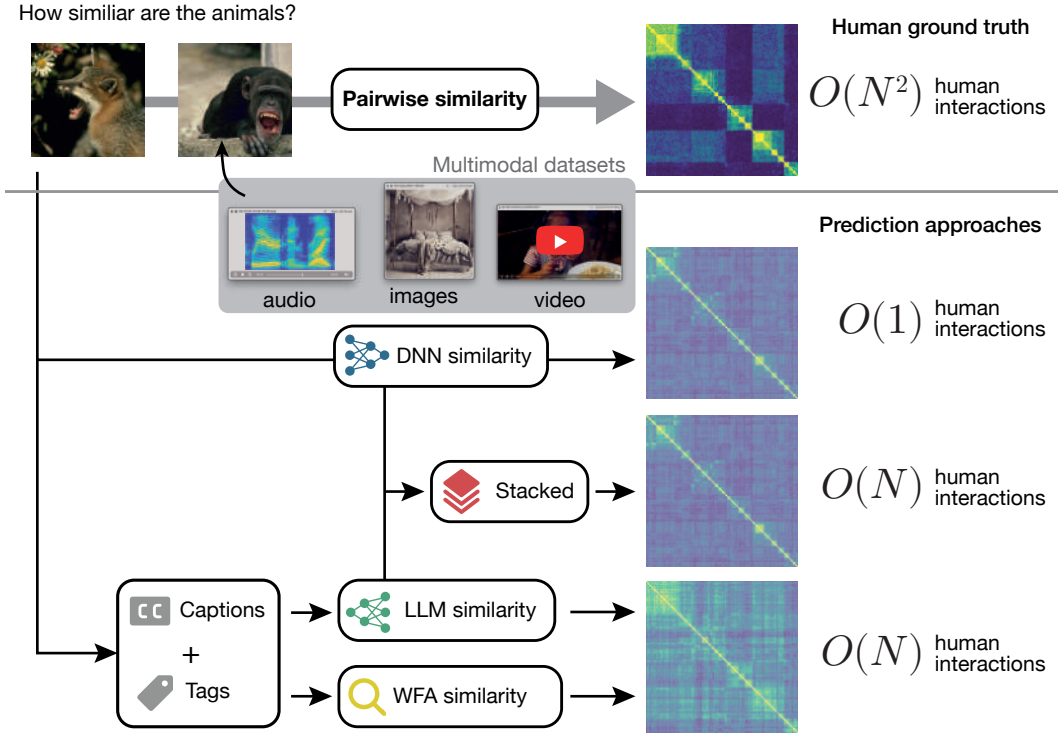 How similiar are the animals?
Pairwise similarity
Human ground truth
O(N²) human
interactions
Multimodal datasets
audio
images
video
Prediction approaches
O(1) human
interactions
DNN similarity
Stacked
O(N) human
interactions
CC Captions
+
Tags
LLM similarity
O(N) human
interactions
WFA similarity